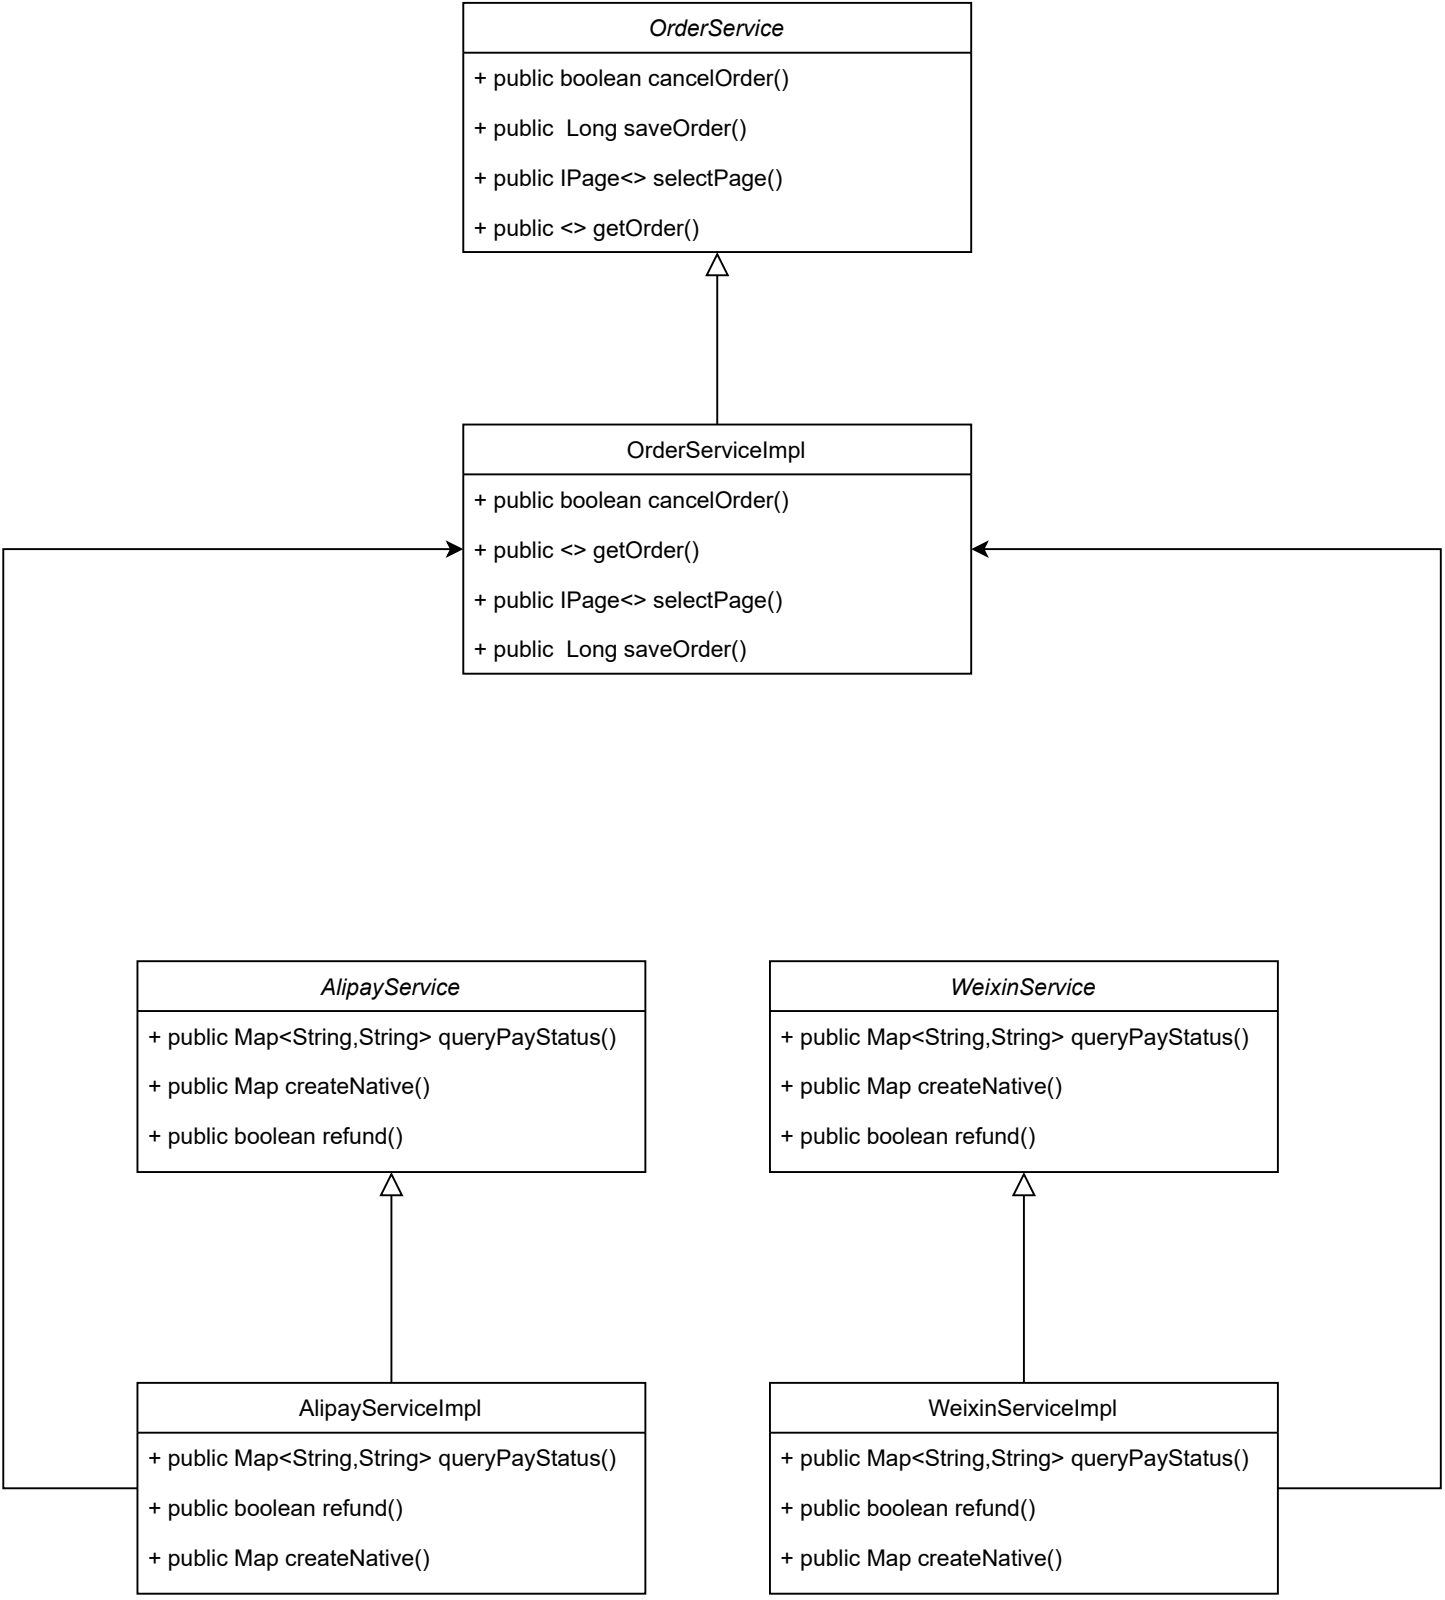 OrderService
+ public boolean cancelOrder()
+ public  Long saveOrder()
+ public IPage<> selectPage()
+ public <> getOrder()
OrderServiceImpl
+ public boolean cancelOrder()
+ public <> getOrder()
+ public IPage<> selectPage()
+ public  Long saveOrder()
AlipayService
+ public Map<String,String> queryPayStatus()
+ public Map createNative()
+ public boolean refund()
WeixinService
+ public Map<String,String> queryPayStatus()
+ public Map createNative()
+ public boolean refund()
AlipayServiceImpl
+ public Map<String,String> queryPayStatus()
+ public boolean refund()
+ public Map createNative()
WeixinServiceImpl
+ public Map<String,String> queryPayStatus()
+ public boolean refund()
+ public Map createNative()